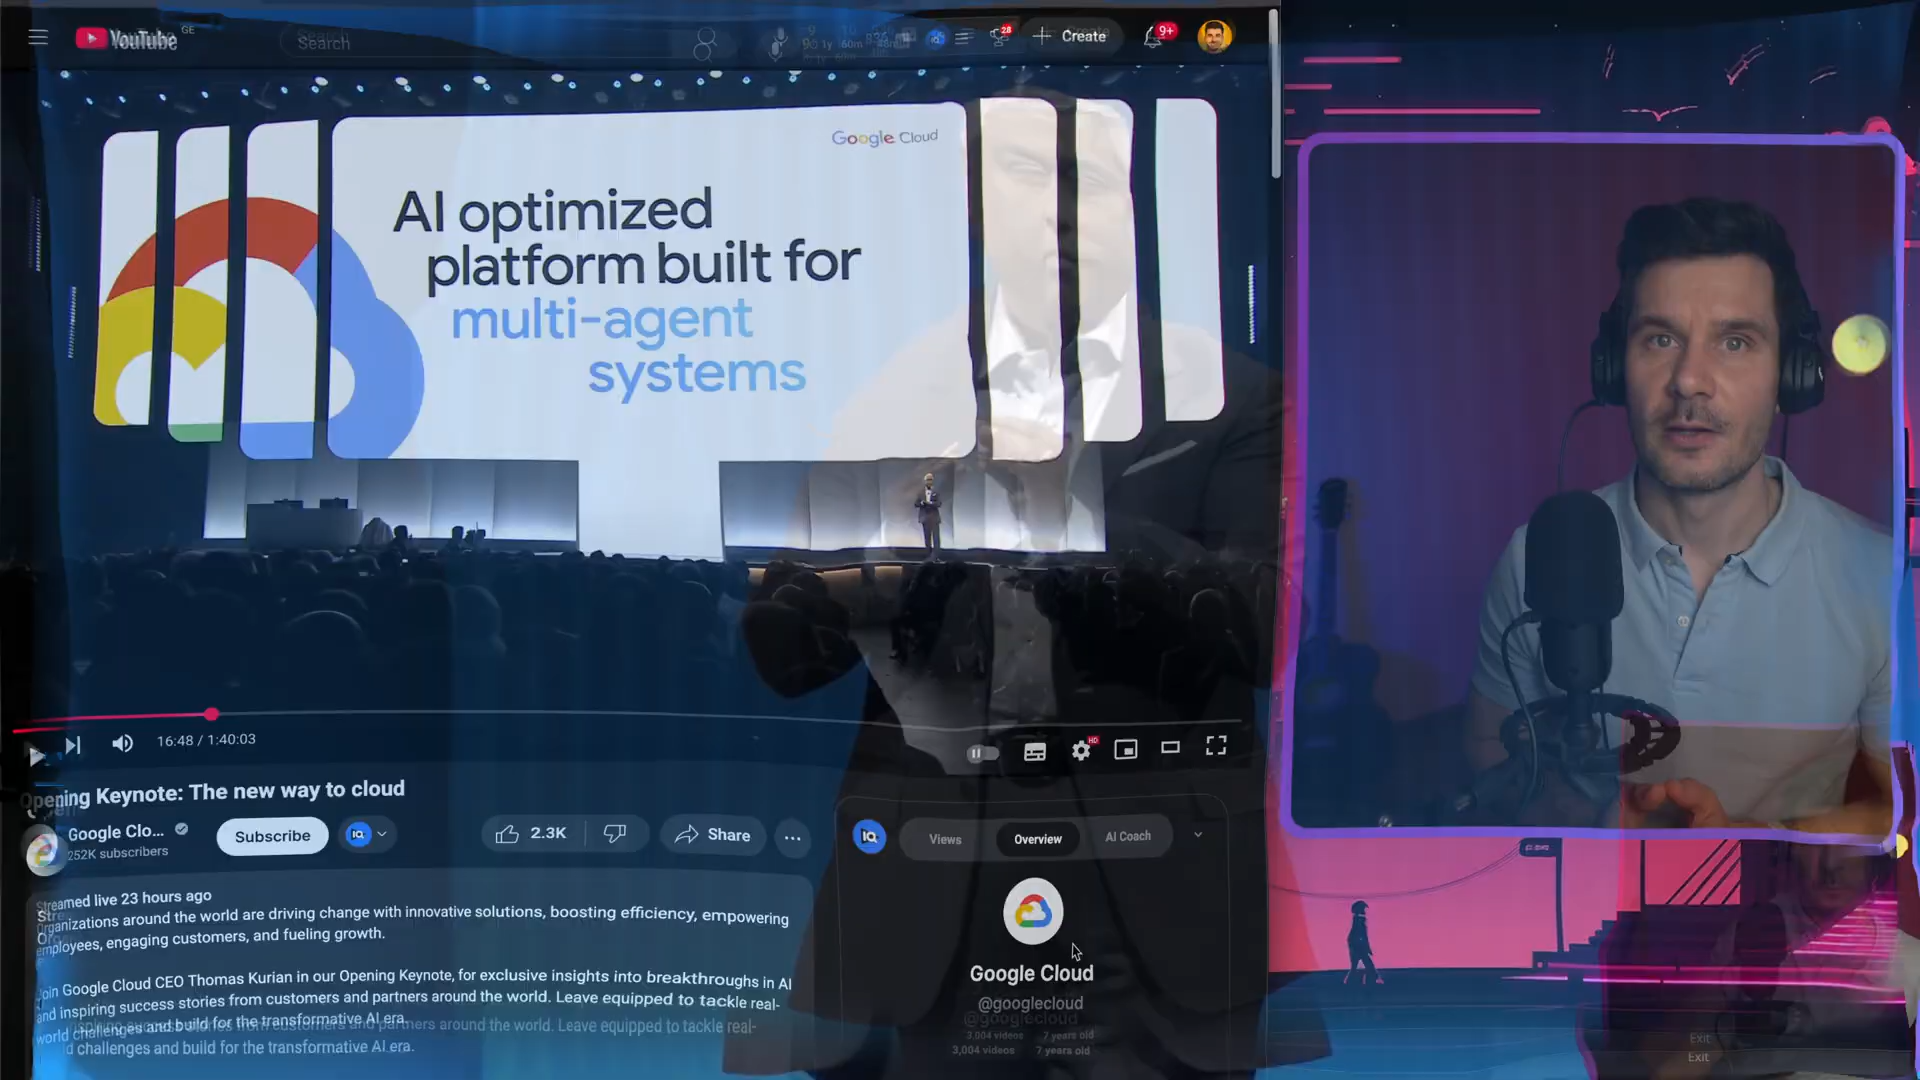 YouTube GE
Search
28
Create
9+
Google Cloud
AI optimized
platform built for
multi-agent
systems
16:48 / 1:40:03
HD
Opening Keynote: The new way to cloud
Google Clo...
252K subscribers
Subscribe
2.3K
Share
...
Views
Overview
AI Coach
Streamed live 23 hours ago
Organizations around the world are driving change with innovative solutions, boosting efficiency, empowering
employees, engaging customers, and fueling growth.
Join Google Cloud CEO Thomas Kurian in our Opening Keynote, for exclusive insights into breakthroughs in AI
and inspiring success stories from customers and partners around the world. Leave equipped to tackle real-
world challenges and build for the transformative AI era.
Google Cloud
@googlecloud
3,004 videos 7 years old
Exit